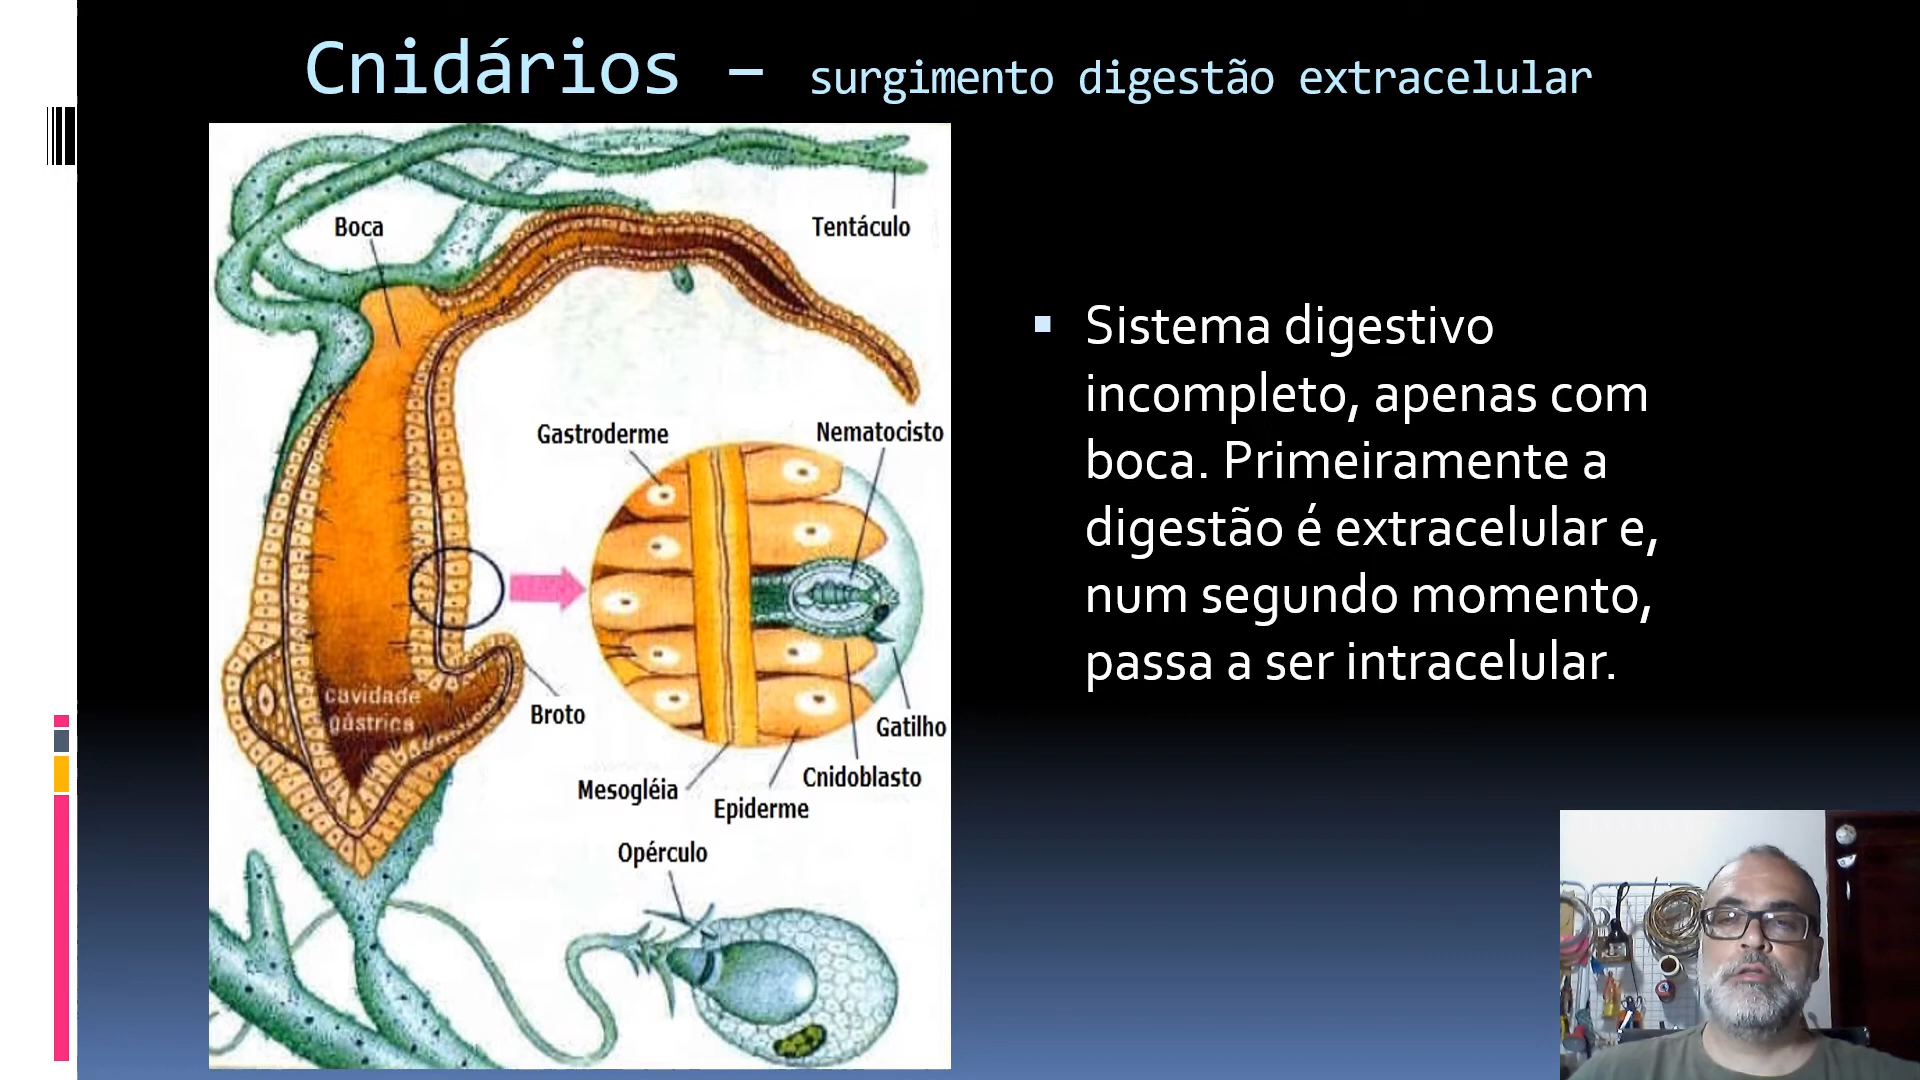 Cnidários – surgimento digestão extracelular
Boca
Tentáculo
Gastroderme
Nematocisto
cavidade
gástrica
Broto
Gatilho
Cnidoblasto
Mesogléia
Epiderme
Opérculo
Sistema digestivo
incompleto, apenas com
boca. Primeiramente a
digestão é extracelular e,
num segundo momento,
passa a ser intracelular.